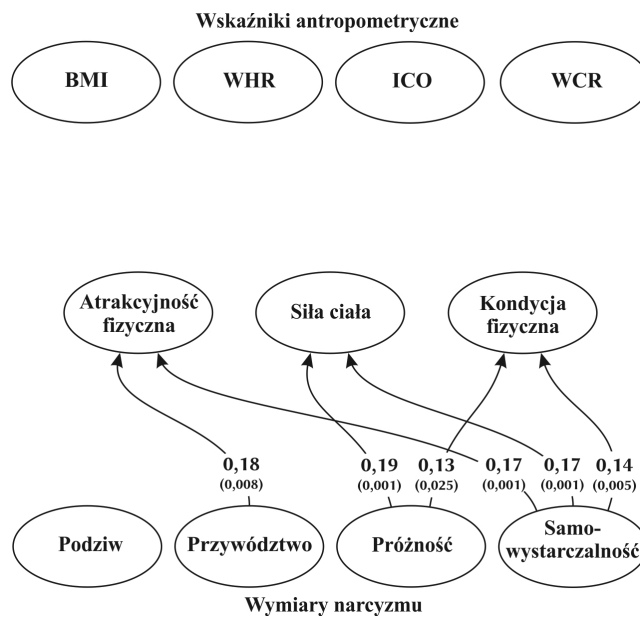 Wskaźniki antropometryczne
BMI
WHR
ICO
WCR
Atrakcyjność
fizyczna
Siła ciała
Kondycja
fizyczna
0,18
(0,008)
0,19
(0,001)
0,13
(0,025)
0,17
(0,001)
0,17
(0,001)
0,14
(0,005)
Podziw
Przywództwo
Próżność
Samo-
wystarczalność
Wymiary narcyzmu